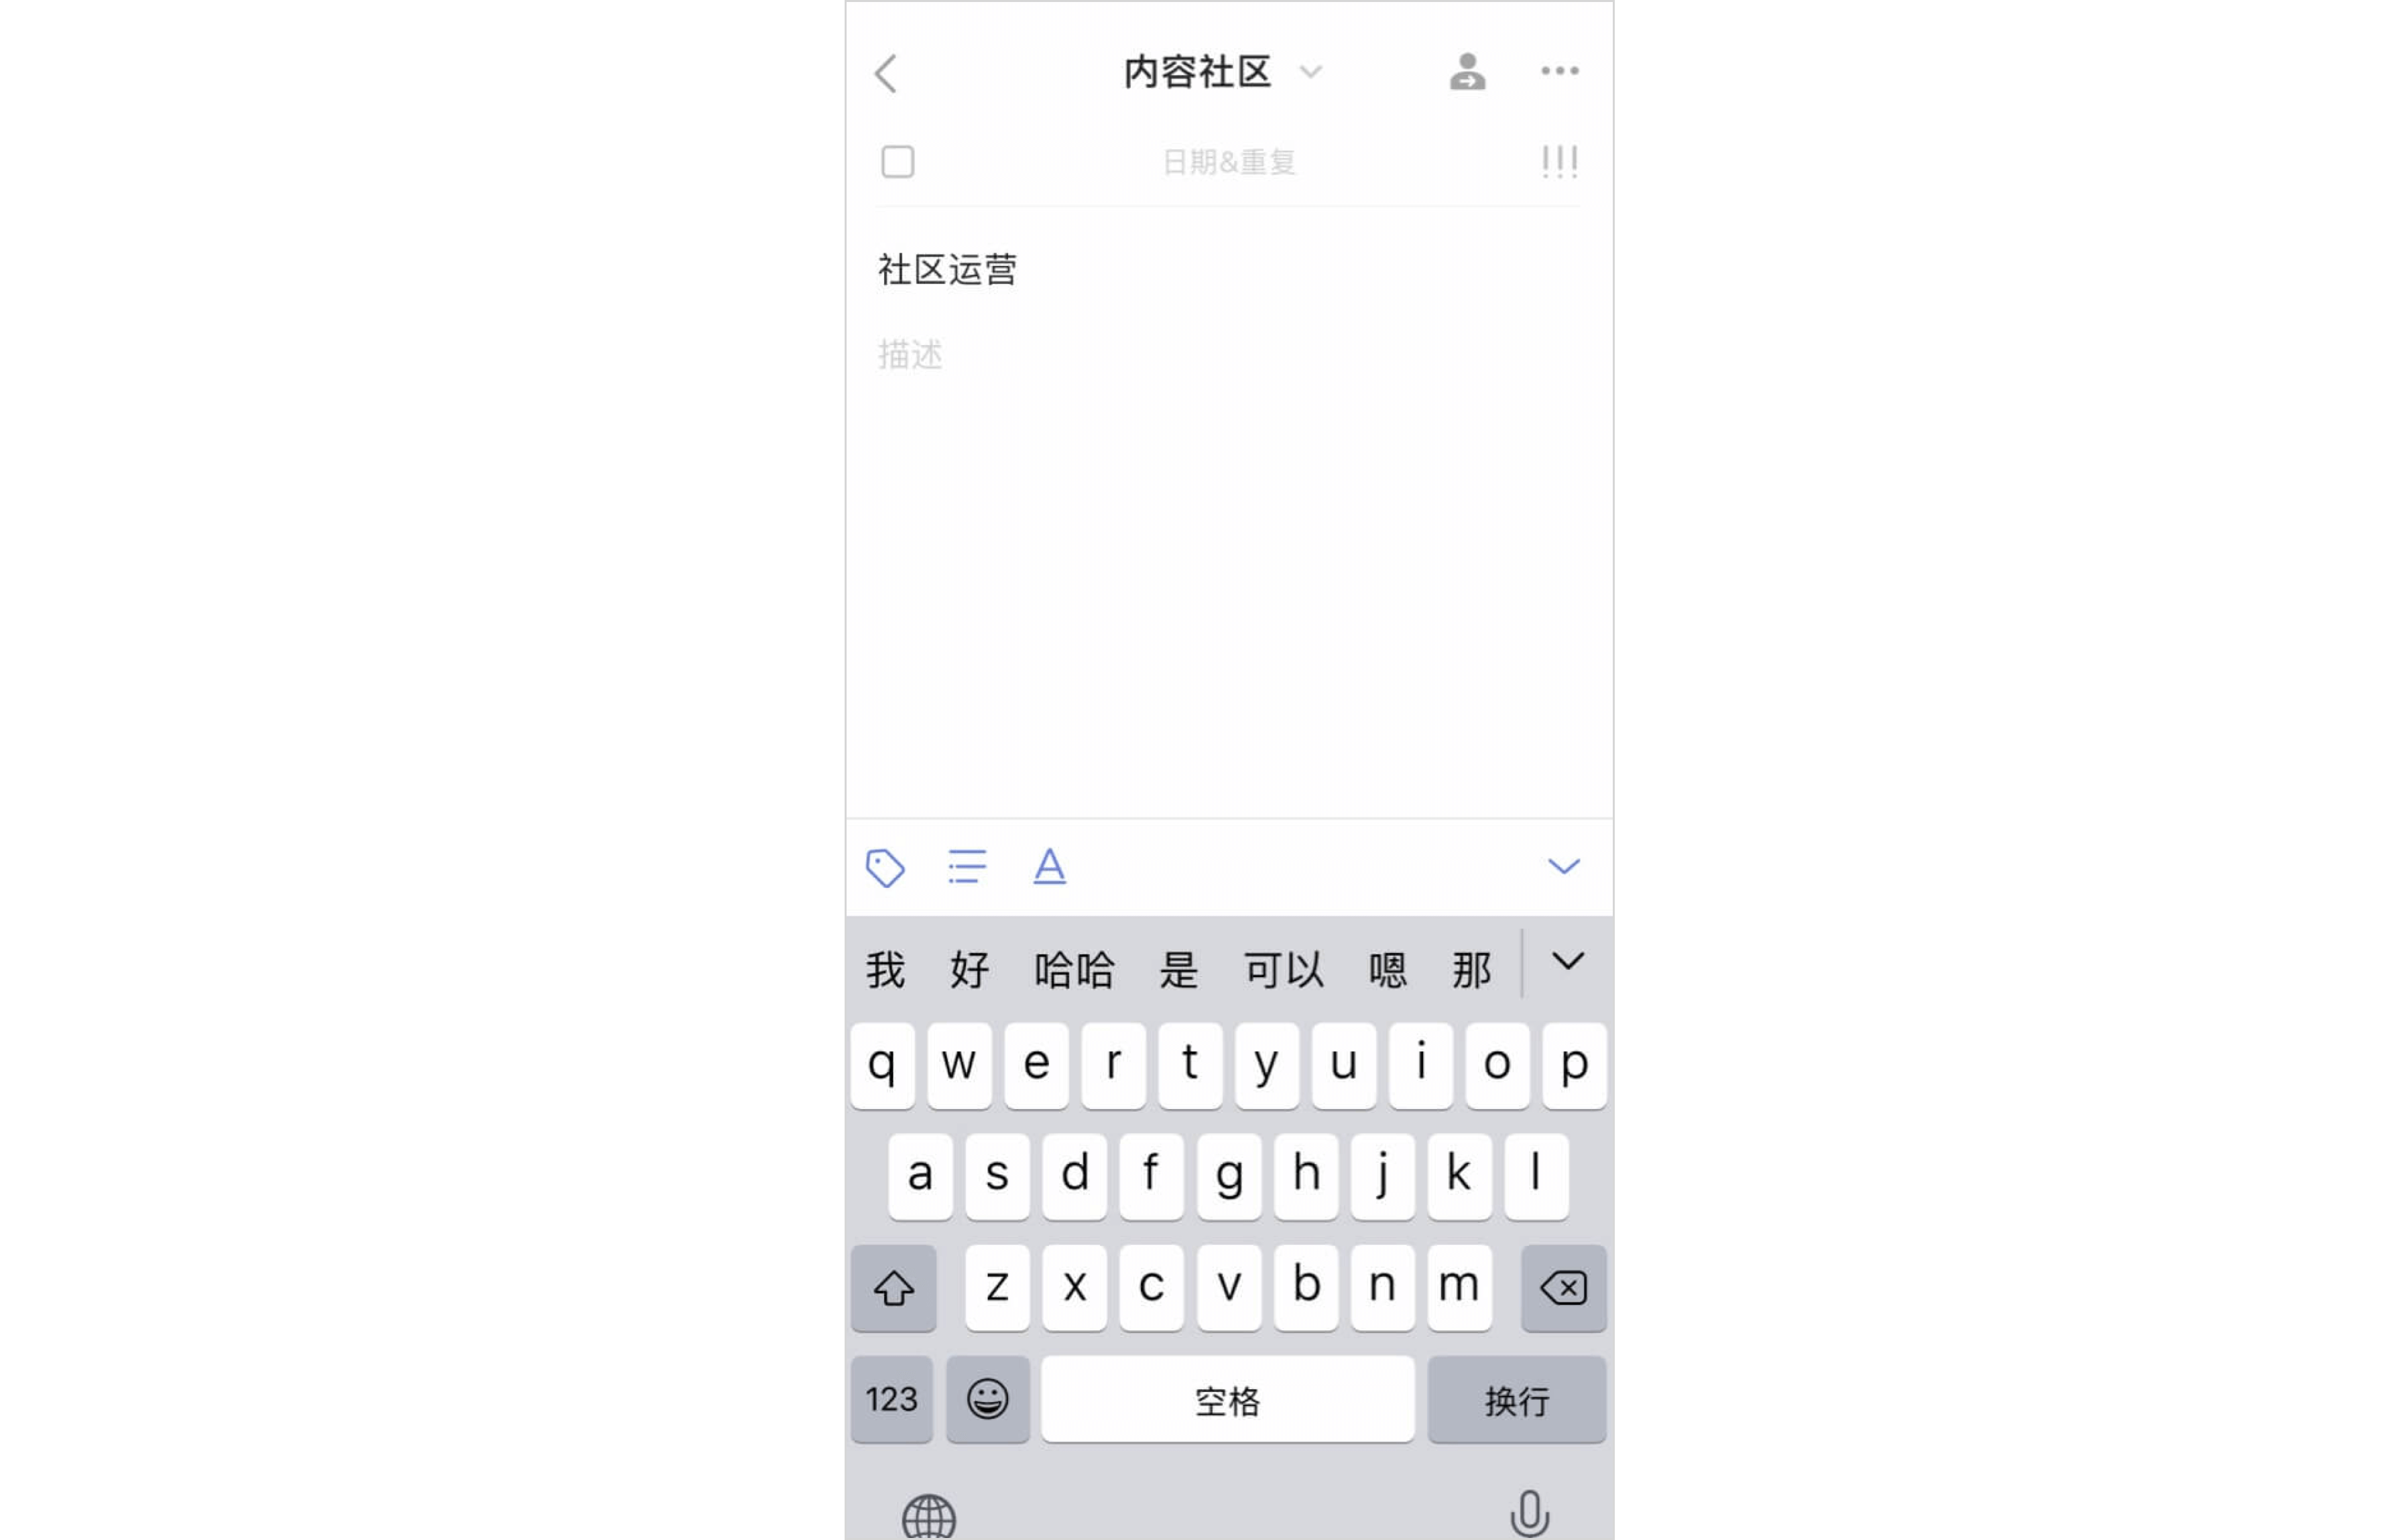 内容社区
日期&重复 !!!
社区运营
描述
A
我 好 哈哈 是 可以 嗯 那
q w e r t y u i o p
a s d f g h j k l
z x c v b n m
123 空格 换行